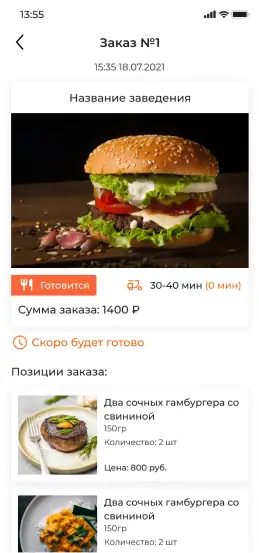 13:55
Заказ №1
15:35 18.07.2021
Название заведения
Готовится
30-40 мин (0 мин)
Сумма заказа: 1400 ₽
Скоро будет готово
Позиции заказа:
Два сочных гамбургера со
свининой
150гр
Количество: 2 шт
Цена: 800 руб.
Два сочных гамбургера со
свининой
150гр
Количество: 2 шт